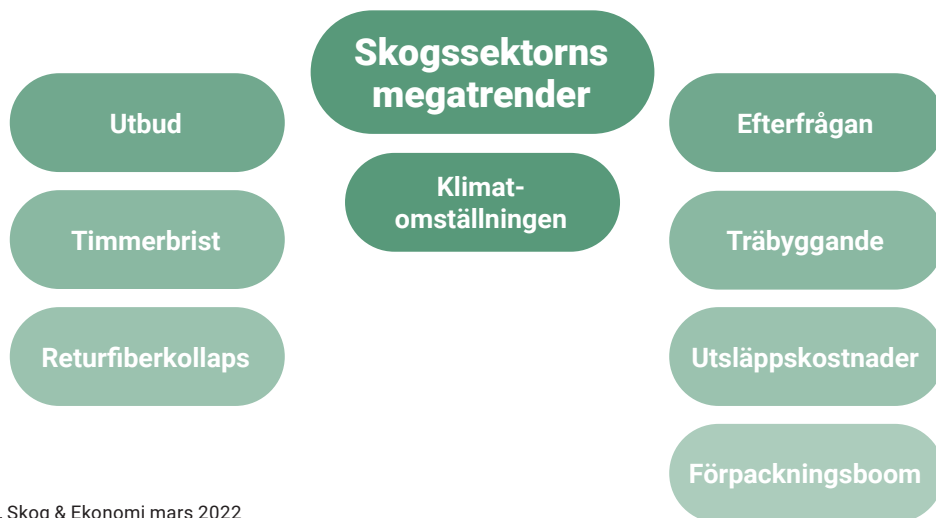 Skogssektorns
megatrender
Klimat-
omställningen
Utbud
Timmerbrist
Returfiberkollaps
Efterfrågan
Träbyggande
Utsläppskostnader
Förpackningsboom
, Skog & Ekonomi mars 2022